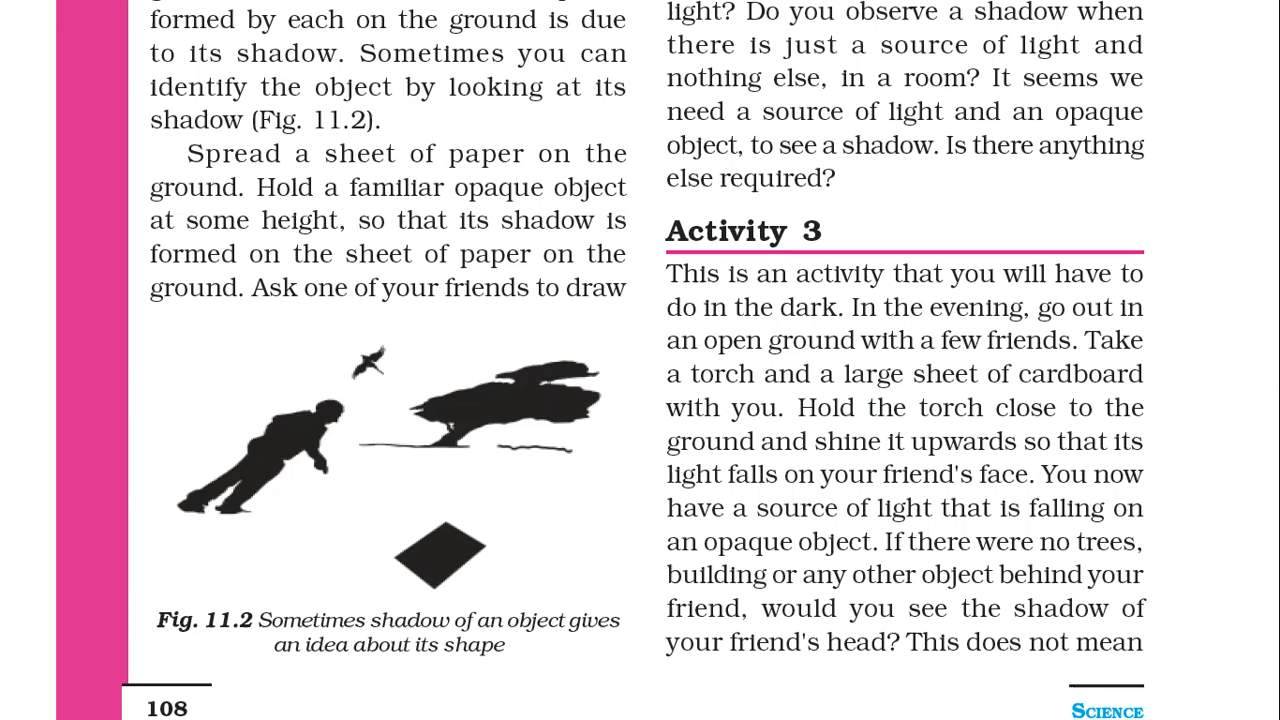 formed by each on the ground is due
to its shadow. Sometimes you can
identify the object by looking at its
shadow (Fig. 11.2).
Spread a sheet of paper on the
ground. Hold a familiar opaque object
at some height, so that its shadow is
formed on the sheet of paper on the
ground. Ask one of your friends to draw
Fig. 11.2 Sometimes shadow of an object gives
an idea about its shape
108
light? Do you observe a shadow when
there is just a source of light and
nothing else, in a room? It seems we
need a source of light and an opaque
object, to see a shadow. Is there anything
else required?
Activity 3
This is an activity that you will have to
do in the dark. In the evening, go out in
an open ground with a few friends. Take
a torch and a large sheet of cardboard
with you. Hold the torch close to the
ground and shine it upwards so that its
light falls on your friend's face. You now
have a source of light that is falling on
an opaque object. If there were no trees,
building or any other object behind your
friend, would you see the shadow of
your friend's head? This does not mean
SCIENCE